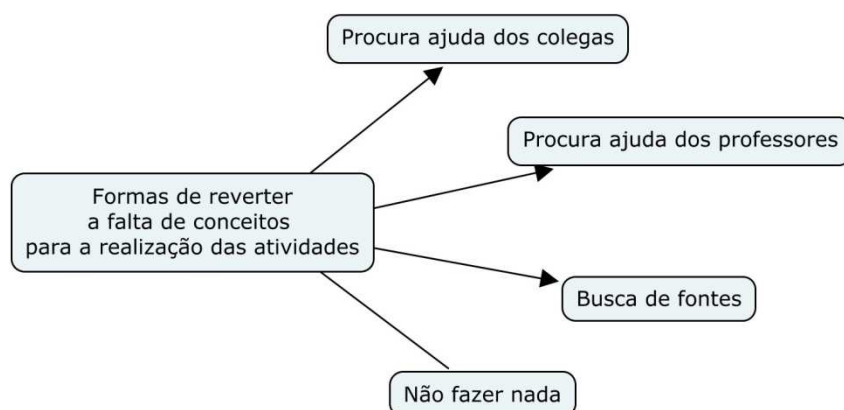 Procura ajuda dos colegas
Procura ajuda dos professores
Formas de reverter
a falta de conceitos
para a realização das atividades
Busca de fontes
Não fazer nada